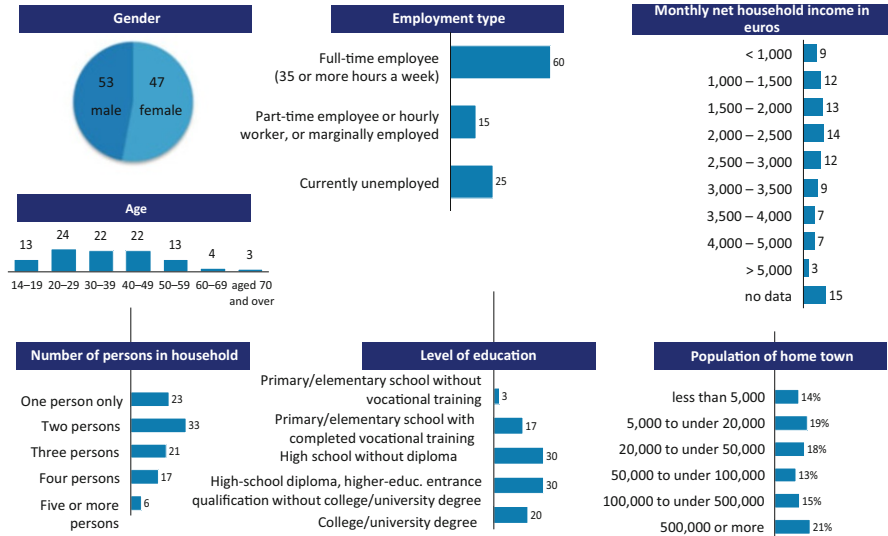 Gender
53
47
male
female
Age
13
24
22
22
13
4
3
14–19
20–29
30–39
40–49
50–59
60–69
aged 70
and over
Employment type
Full-time employee
(35 or more hours a week)
60
Part-time employee or hourly
worker, or marginally employed
15
Currently unemployed
25
Monthly net household income in
euros
< 1,000
9
1,000 – 1,500
12
1,500 – 2,000
13
2,000 – 2,500
14
2,500 – 3,000
12
3,000 – 3,500
9
3,500 – 4,000
7
4,000 – 5,000
7
> 5,000
3
no data
15
Number of persons in household
One person only
23
Two persons
33
Three persons
21
Four persons
17
Five or more
persons
6
Level of education
Primary/elementary school without
vocational training
3
Primary/elementary school with
completed vocational training
17
High school without diploma
30
High-school diploma, higher-educ. entrance
qualification without college/university degree
30
College/university degree
20
Population of home town
less than 5,000
14%
5,000 to under 20,000
19%
20,000 to under 50,000
18%
50,000 to under 100,000
13%
100,000 to under 500,000
15%
500,000 or more
21%